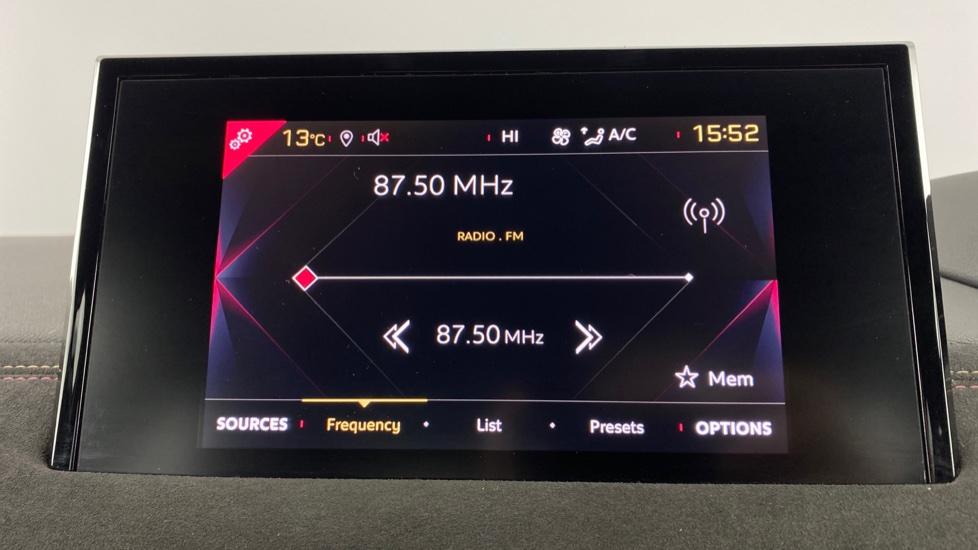 13°C HI A/C 15:52
87.50 MHz
RADIO . FM
87.50 MHz
Mem
SOURCES Frequency List Presets OPTIONS